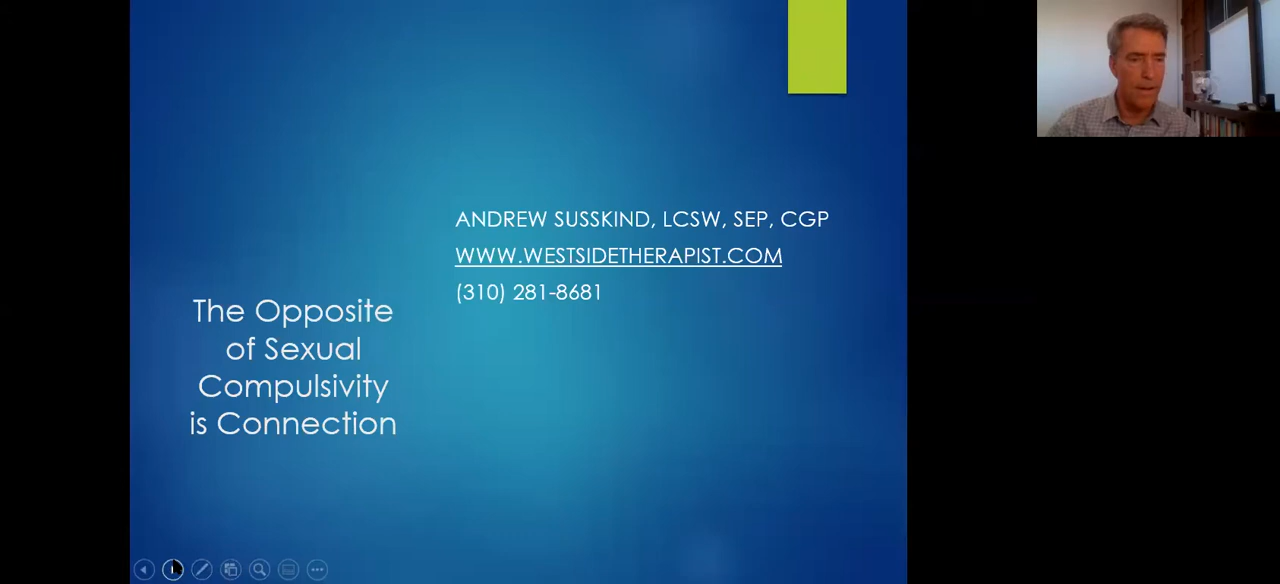 ANDREW SUSSKIND, LCSW, SEP, CGP
WWW.WESTSIDETHERAPIST.COM
(310) 281-8681
The Opposite
of Sexual
Compulsivity
is Connection